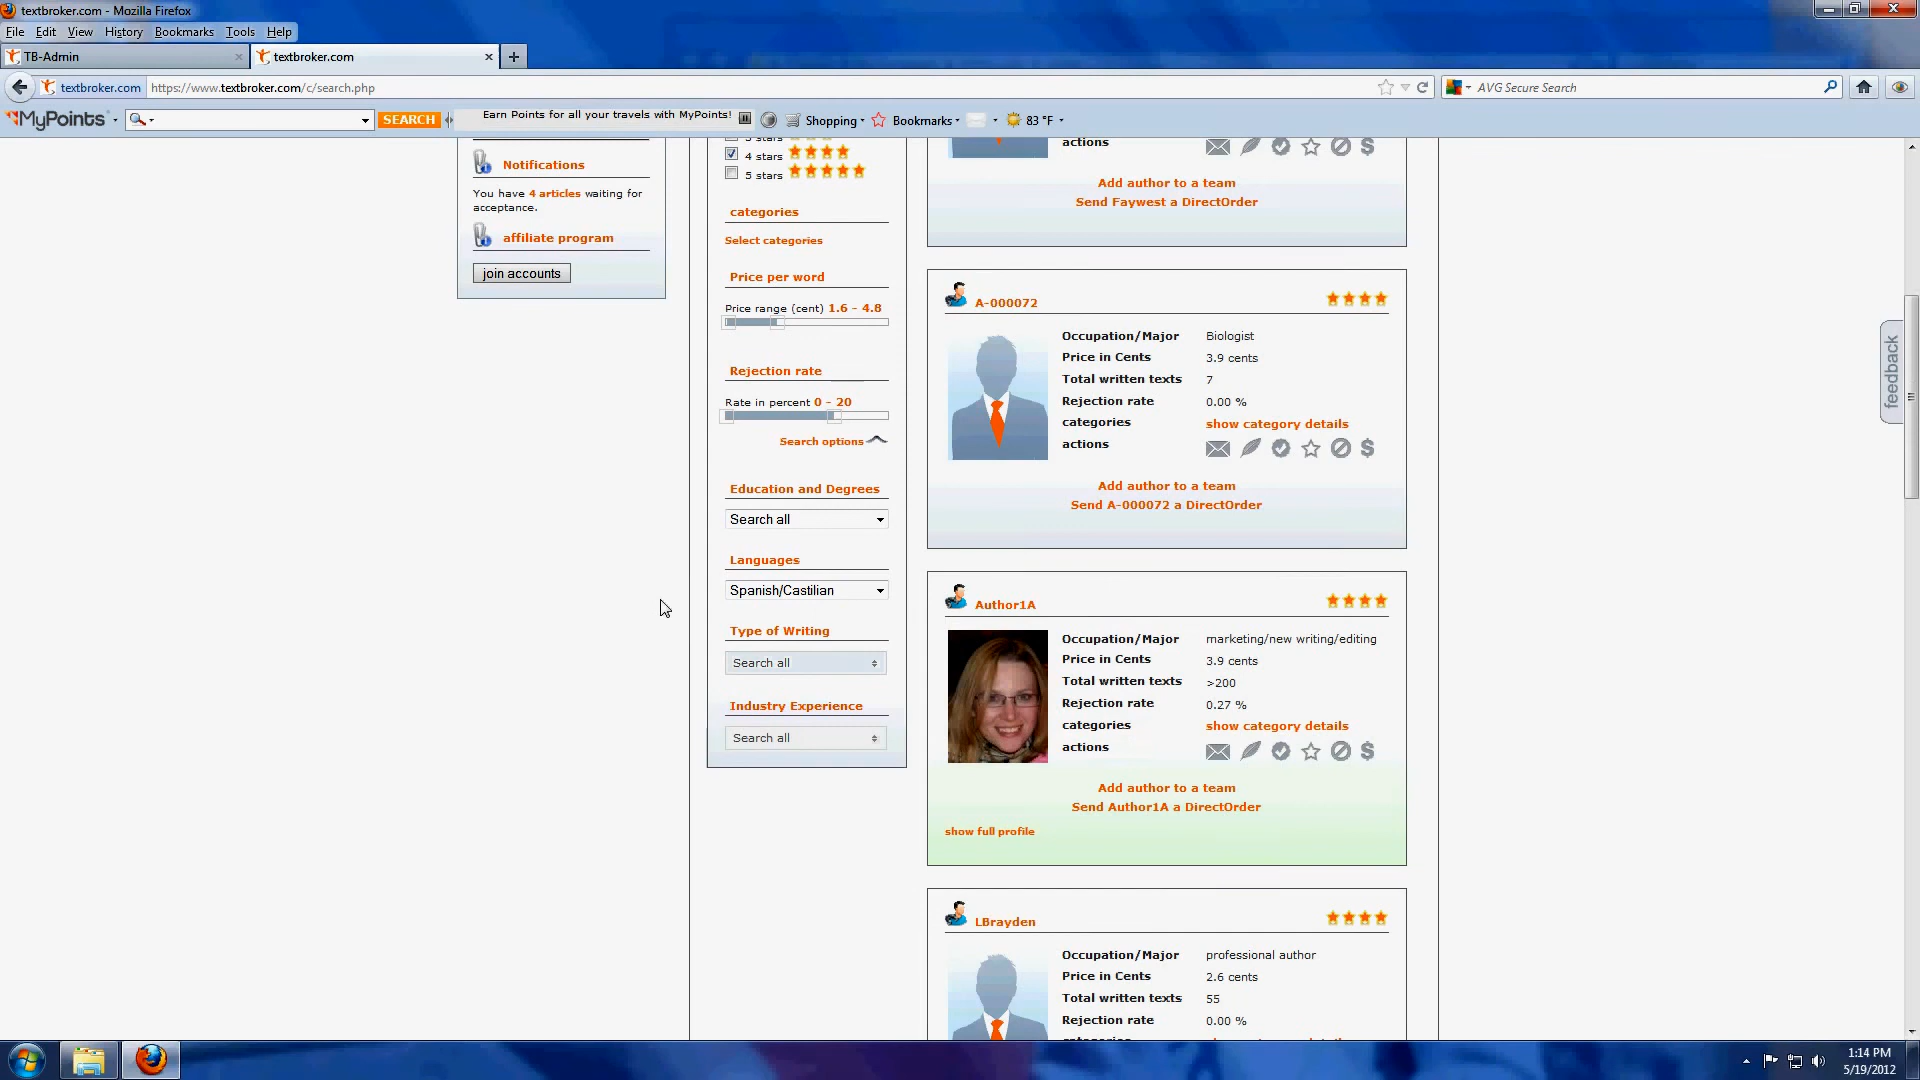 textbroker.com - Mozilla Firefox
File Edit View History Bookmarks Tools Help
TB-Admin
textbroker.com
textbroker.com https://www.textbroker.com/c/search.php
AVG Secure Search
MyPoints
SEARCH
Earn Points for all your travels with MyPoints!
Shopping
Bookmarks
83 °F
Notifications
You have 4 articles waiting for
acceptance.
affiliate program
join accounts
3 stars
4 stars
5 stars
categories
Select categories
Price per word
Price range (cent) 1.6 - 4.8
Rejection rate
Rate in percent 0 - 20
Search options
Education and Degrees
Search all
Languages
Spanish/Castilian
Type of Writing
Search all
Industry Experience
Search all
actions
Add author to a team
Send Faywest a DirectOrder
A-000072
Occupation/Major Biologist
Price in Cents 3.9 cents
Total written texts 7
Rejection rate 0.00 %
categories show category details
actions
Add author to a team
Send A-000072 a DirectOrder
Author1A
Occupation/Major marketing/new writing/editing
Price in Cents 3.9 cents
Total written texts >200
Rejection rate 0.27 %
categories show category details
actions
Add author to a team
Send Author1A a DirectOrder
show full profile
LBrayden
Occupation/Major professional author
Price in Cents 2.6 cents
Total written texts 55
Rejection rate 0.00 %
feedback
1:14 PM
5/19/2012